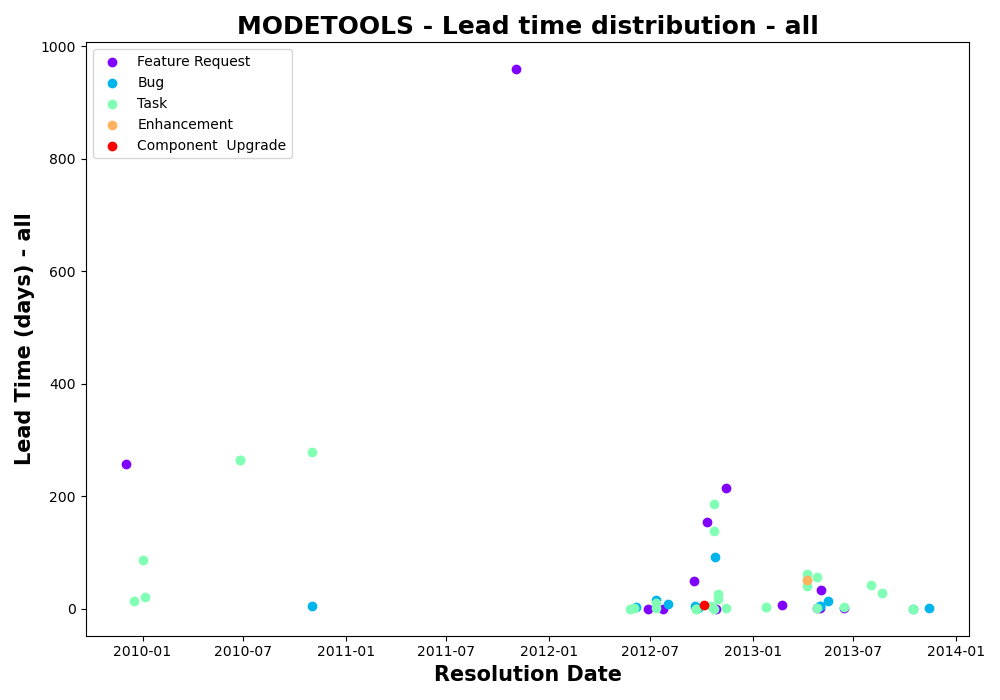 MODETOOLS - Lead time distribution - all
1000
800
600
400
200
0
Lead Time (days) - all
Feature Request
Bug
Task
Enhancement
Component  Upgrade
2010-01 2010-07 2011-01 2011-07 2012-01 2012-07 2013-01 2013-07 2014-01
Resolution Date